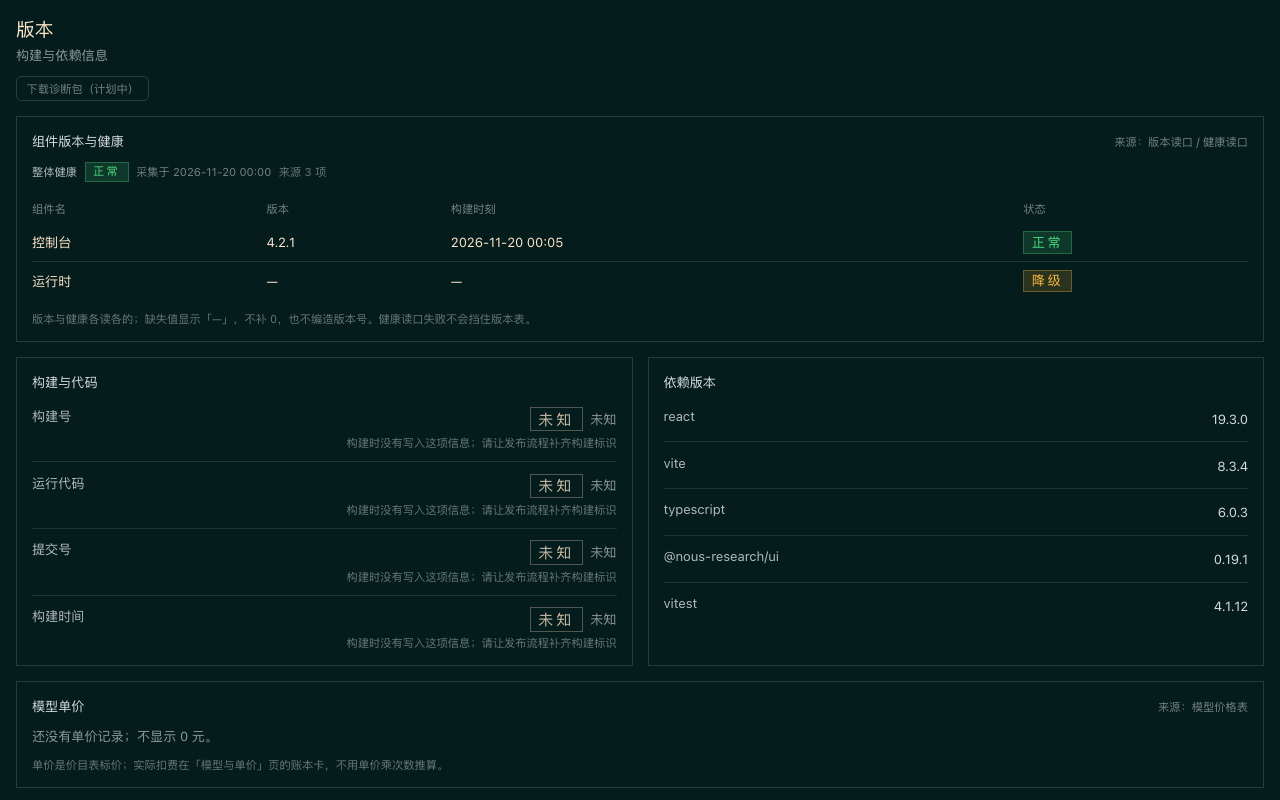 版本
构建与依赖信息
下载诊断包（计划中）
组件版本与健康
来源：版本读口 / 健康读口
整体健康 正常 采集于 2026-11-20 00:00 来源 3 项
组件名 版本 构建时刻 状态
控制台 4.2.1 2026-11-20 00:05 正常
运行时 — — 降级
版本与健康各读各的；缺失值显示「—」，不补 0，也不编造版本号。健康读口失败不会挡住版本表。
构建与代码
构建号 未知 未知
构建时没有写入这项信息；请让发布流程补齐构建标识
运行代码 未知 未知
构建时没有写入这项信息；请让发布流程补齐构建标识
提交号 未知 未知
构建时没有写入这项信息；请让发布流程补齐构建标识
构建时间 未知 未知
构建时没有写入这项信息；请让发布流程补齐构建标识
依赖版本
react 19.3.0
vite 8.3.4
typescript 6.0.3
@nous-research/ui 0.19.1
vitest 4.1.12
模型单价
来源：模型价格表
还没有单价记录；不显示 0 元。
单价是价目表标价；实际扣费在「模型与单价」页的账本卡，不用单价乘次数推算。